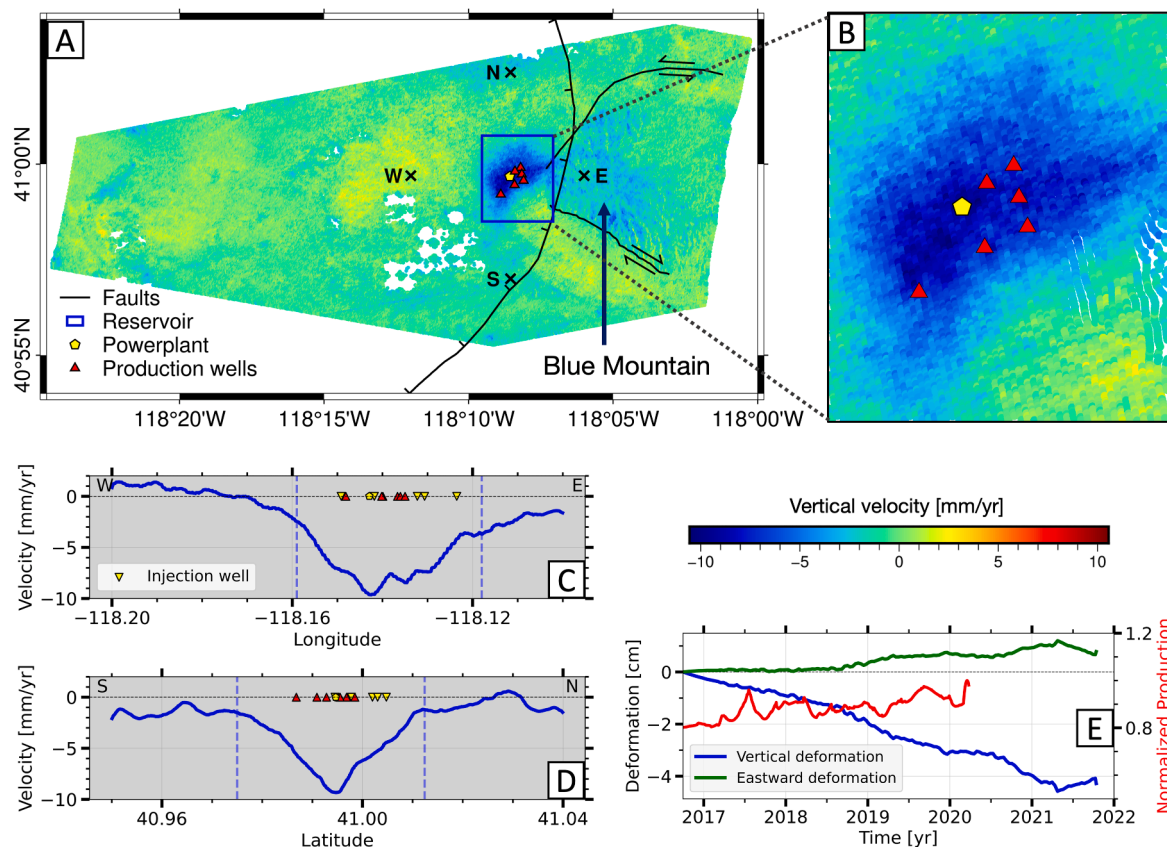 A
B
N
W
E
S
41°00'N
40°55'N
Faults
Reservoir
Powerplant
Production wells
Blue Mountain
118°20'W
118°10'W
118°05'W
118°00'W
Velocity [mm/yr]
W
E
0
−5
−10
Injection well
C
−118.20
−118.16
−118.12
Longitude
Velocity [mm/yr]
S
N
0
−5
−10
D
40.96
41.00
41.04
Latitude
Vertical velocity [mm/yr]
−10
−5
0
5
10
Deformation [cm]
0
−2
−4
Vertical deformation
Eastward deformation
E
1.2
0.8
Normalized Production
2017
2018
2019
2020
2021
2022
Time [yr]